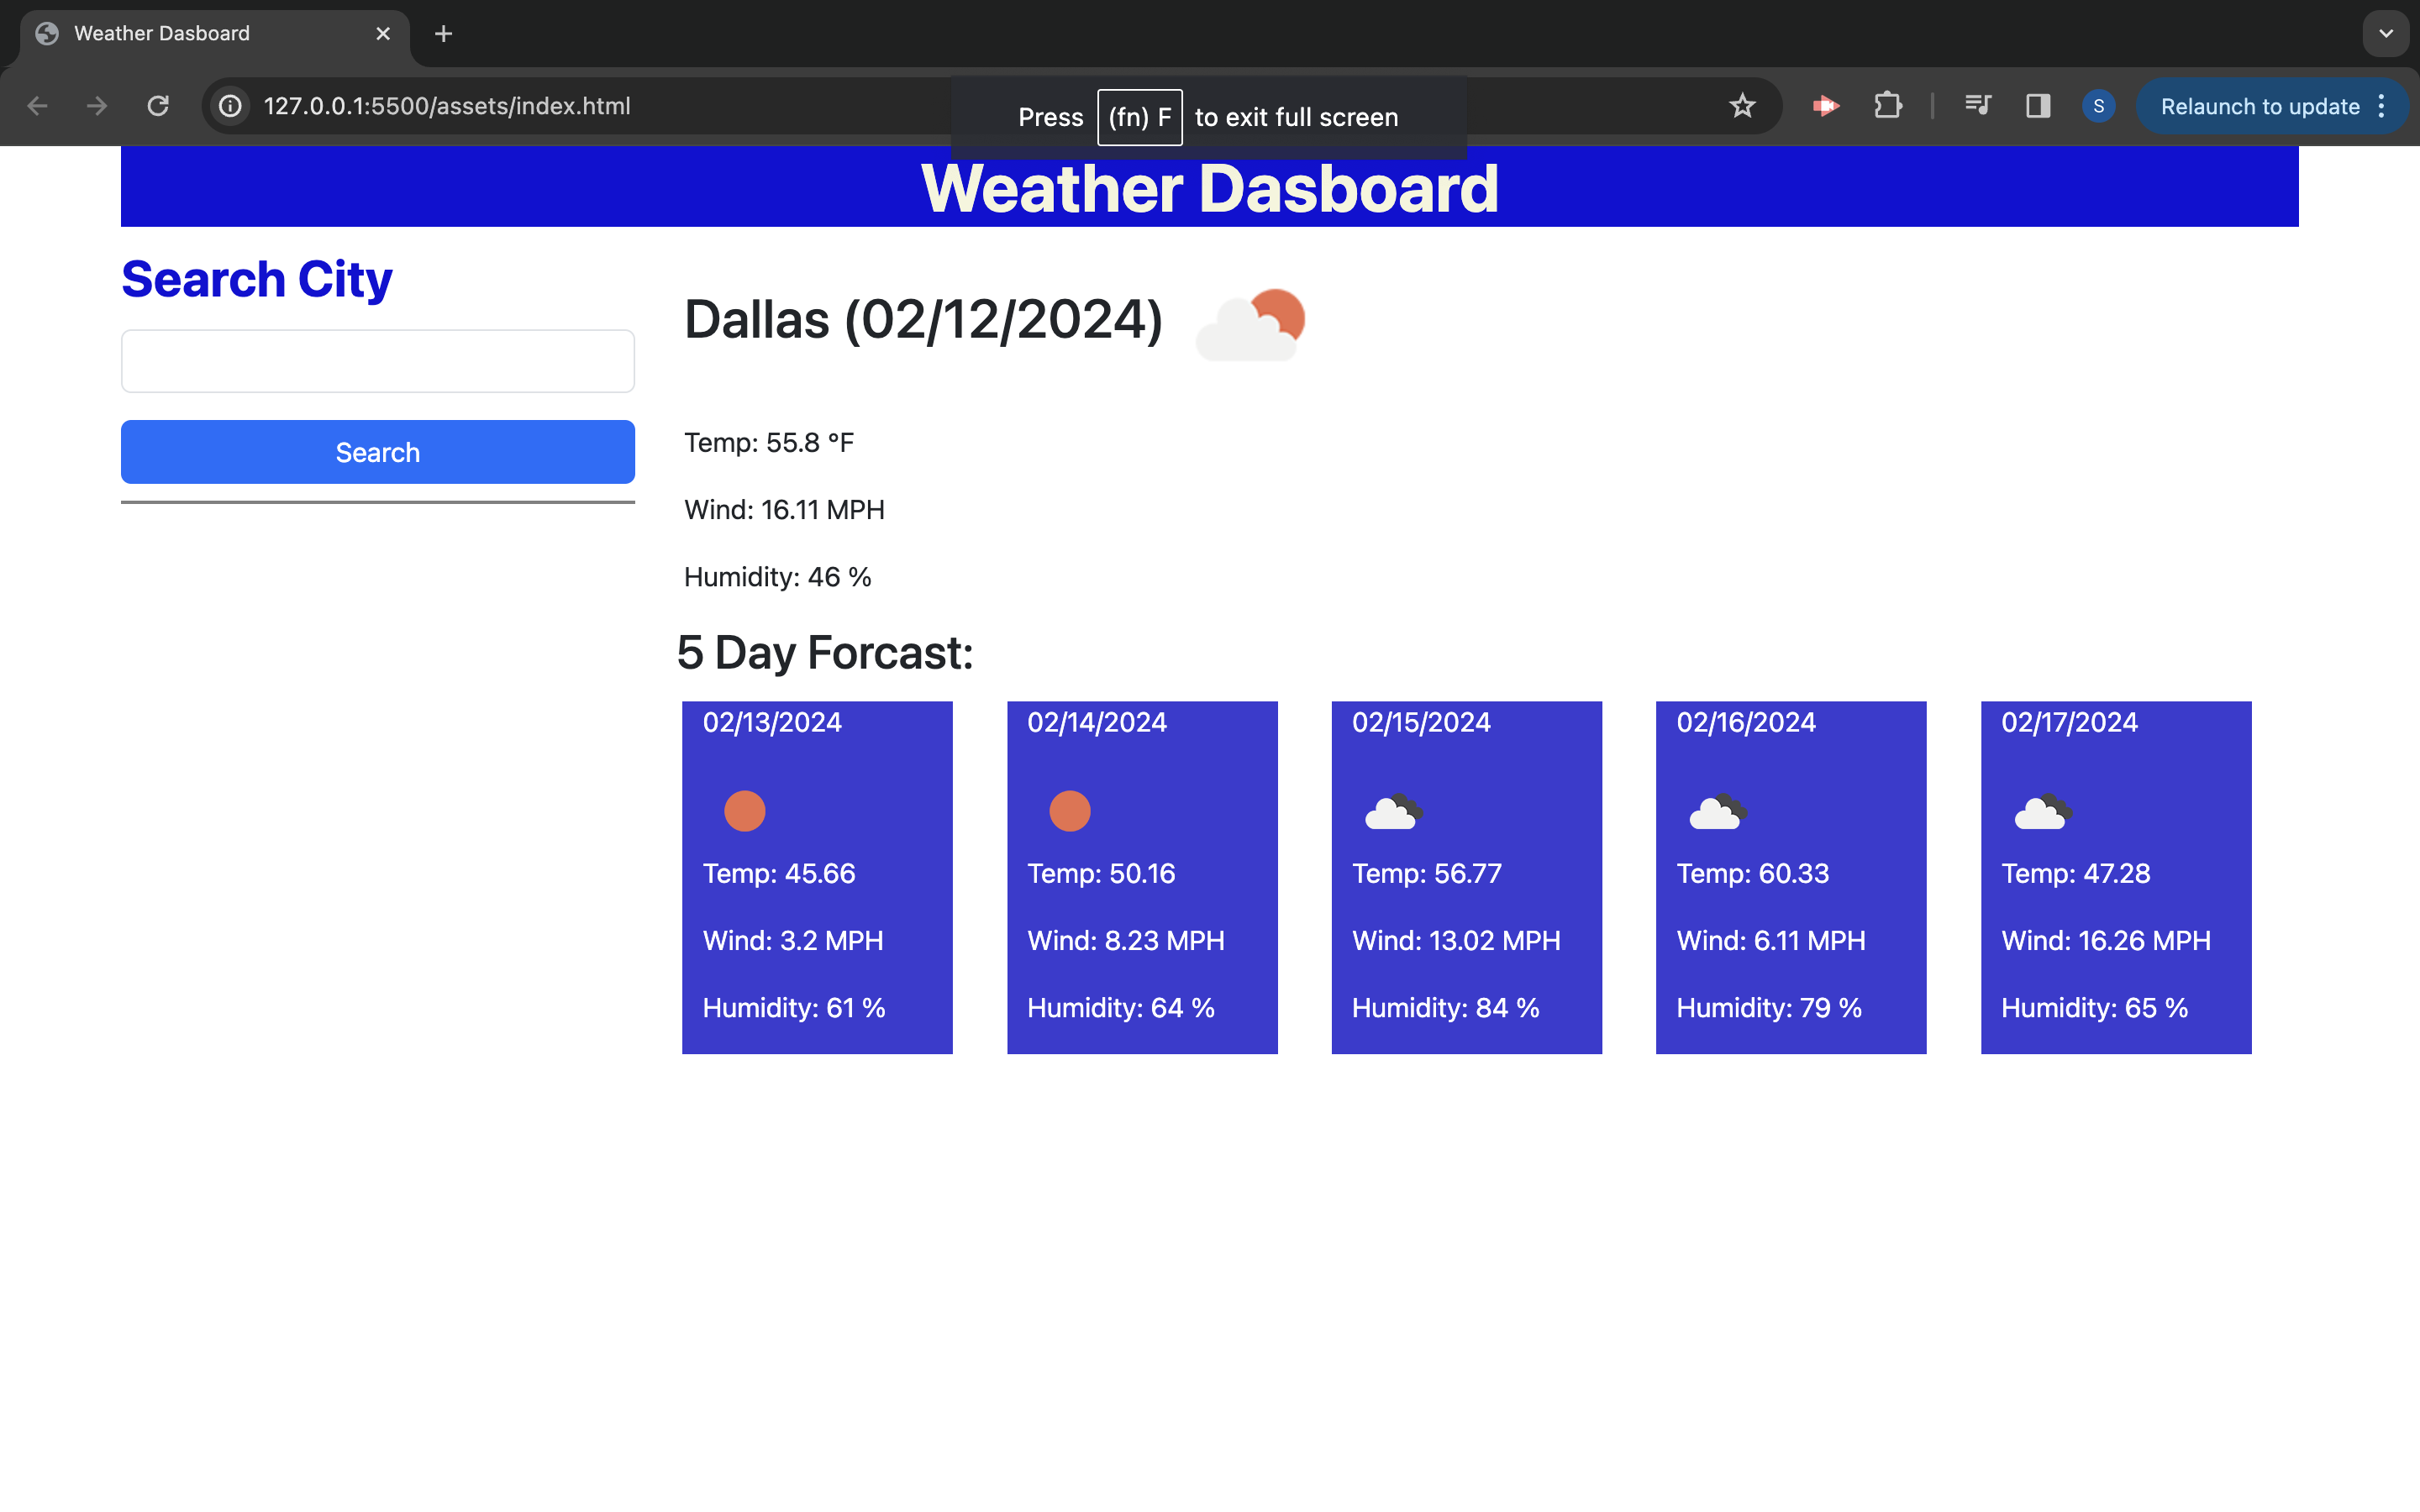 Weather Dasboard
127.0.0.1:5500/assets/index.html
Press (fn) F to exit full screen
S
Relaunch to update
Weather Dasboard
Search City
Search
Dallas (02/12/2024)
Temp: 55.8 °F
Wind: 16.11 MPH
Humidity: 46 %
5 Day Forcast:
02/13/2024
Temp: 45.66
Wind: 3.2 MPH
Humidity: 61 %
02/14/2024
Temp: 50.16
Wind: 8.23 MPH
Humidity: 64 %
02/15/2024
Temp: 56.77
Wind: 13.02 MPH
Humidity: 84 %
02/16/2024
Temp: 60.33
Wind: 6.11 MPH
Humidity: 79 %
02/17/2024
Temp: 47.28
Wind: 16.26 MPH
Humidity: 65 %